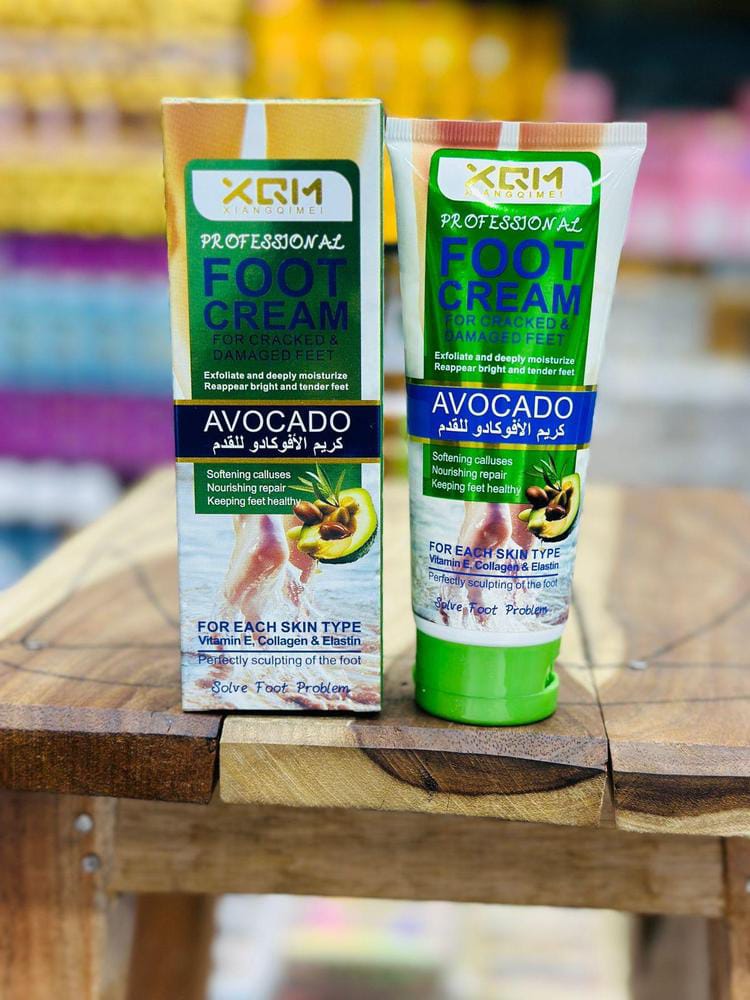 XQM
XIANGQIMEI
PROFESSIONAL
FOOT
CREAM
FOR CRACKED &
DAMAGED FEET
Exfoliate and deeply moisturize
Reappear bright and tender feet
AVOCADO
كريم الأفوكادو للقدم
Softening calluses
Nourishing repair
Keeping feet healthy
FOR EACH SKIN TYPE
Vitamin E, Collagen & Elastin
Perfectly sculpting of the foot
Solve Foot Problem
XQM
XIANGQIMEI
PROFESSIONAL
FOOT
CREAM
FOR CRACKED &
DAMAGED FEET
Exfoliate and deeply moisturize
Reappear bright and tender feet
AVOCADO
كريم الأفوكادو للقدم
Softening calluses
Nourishing repair
Keeping feet healthy
FOR EACH SKIN TYPE
Vitamin E, Collagen & Elastin
Perfectly sculpting of the foot
Solve Foot Problem